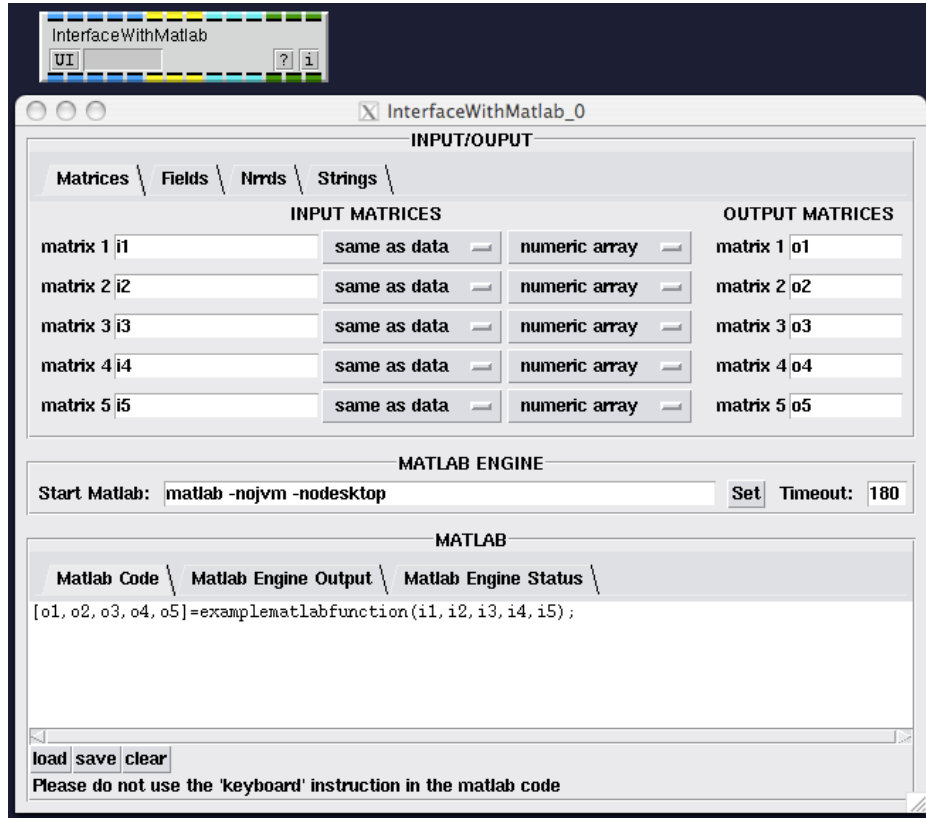 InterfaceWithMatlab
UI ? i
X InterfaceWithMatlab_0
INPUT/OUPUT
Matrices Fields Nrrds Strings
INPUT MATRICES OUTPUT MATRICES
matrix 1 i1 same as data numeric array matrix 1 o1
matrix 2 i2 same as data numeric array matrix 2 o2
matrix 3 i3 same as data numeric array matrix 3 o3
matrix 4 i4 same as data numeric array matrix 4 o4
matrix 5 i5 same as data numeric array matrix 5 o5
MATLAB ENGINE
Start Matlab: matlab -nojvm -nodesktop Set Timeout: 180
MATLAB
Matlab Code Matlab Engine Output Matlab Engine Status
[o1,o2,o3,o4,o5]=examplematlabfunction(i1,i2,i3,i4,i5);
load save clear
Please do not use the 'keyboard' instruction in the matlab code